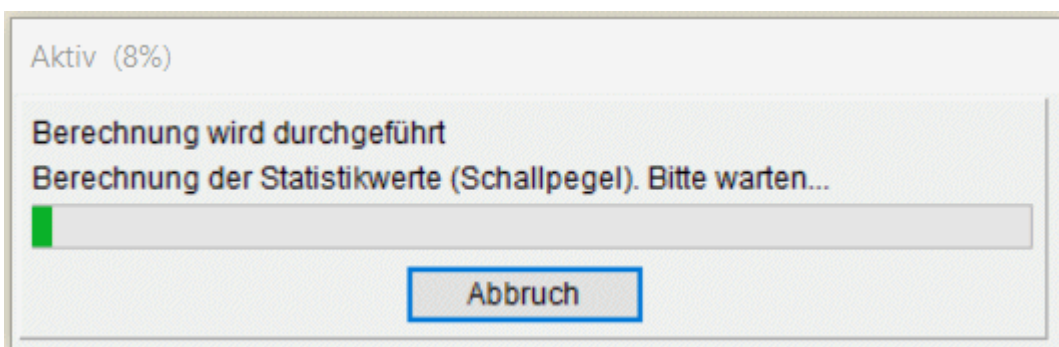 Aktiv (8%)
Berechnung wird durchgeführt
Berechnung der Statistikwerte (Schallpegel). Bitte warten...
Abbruch